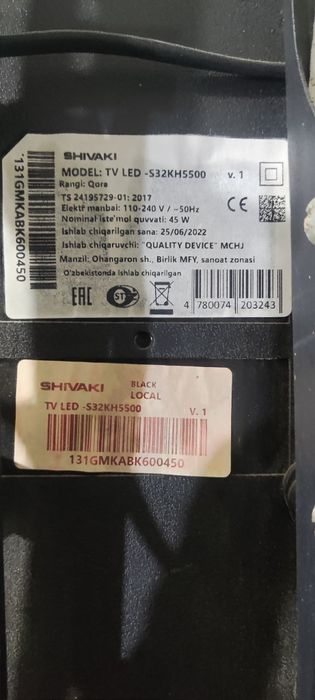 SHIVAKI
MODEL: TV LED -S32KH5500 v. 1
Rangi: Qora
TS 24195729-01: 2017
Elektr manbai: 110-240 V / ~50Hz
Nominal iste'mol quvvati: 45 W
Ishlab chiqarilgan sana: 25/06/2022
Ishlab chiqaruvchi: "QUALITY DEVICE" MCHJ
Manzil: Ohangaron sh., Birlik MFY, sanoat zonasi
O'zbekistonda ishlab chiqarilgan
131GMKABK600450
CE
EAC
4 780074 203243
SHIVAKI BLACK
LOCAL
TV LED -S32KH5500 V. 1
131GMKABK600450